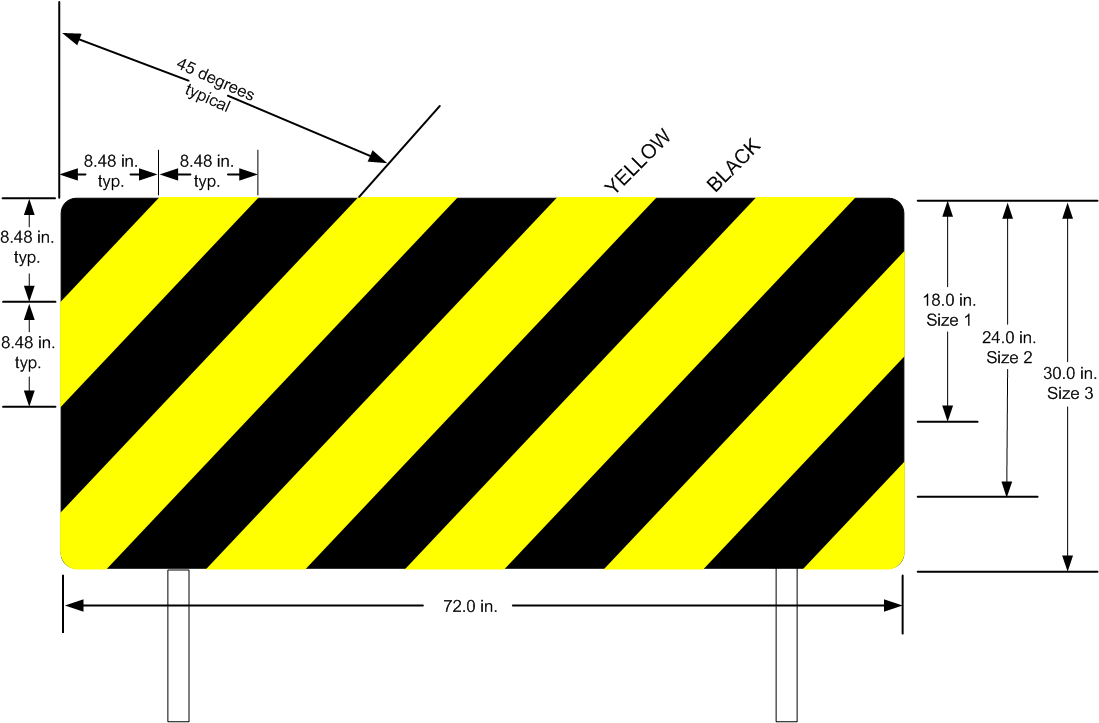 45 degrees
typical
8.48 in.
typ.
8.48 in.
typ.
YELLOW
BLACK
8.48 in.
typ.
8.48 in.
typ.
18.0 in.
Size 1
24.0 in.
Size 2
30.0 in.
Size 3
72.0 in.